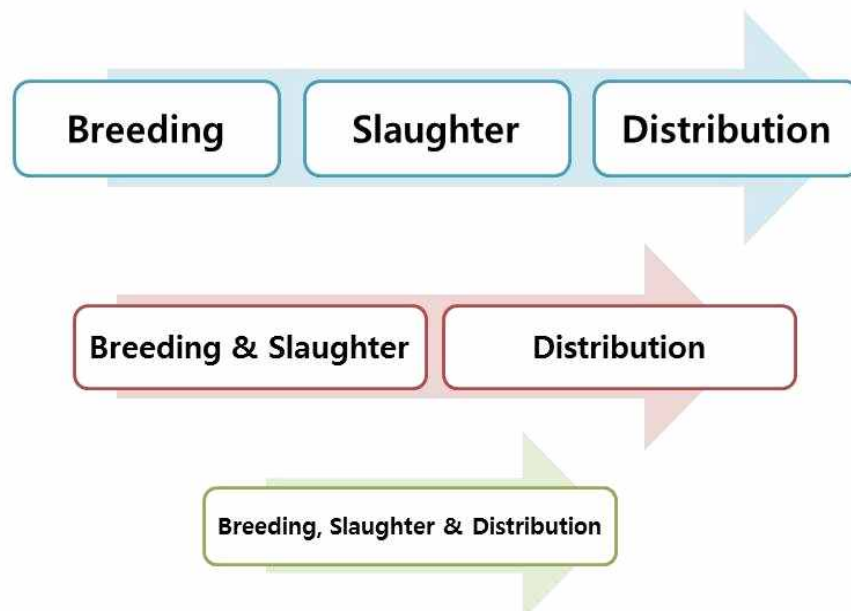 Breeding
Slaughter
Distribution
Breeding & Slaughter
Distribution
Breeding, Slaughter & Distribution